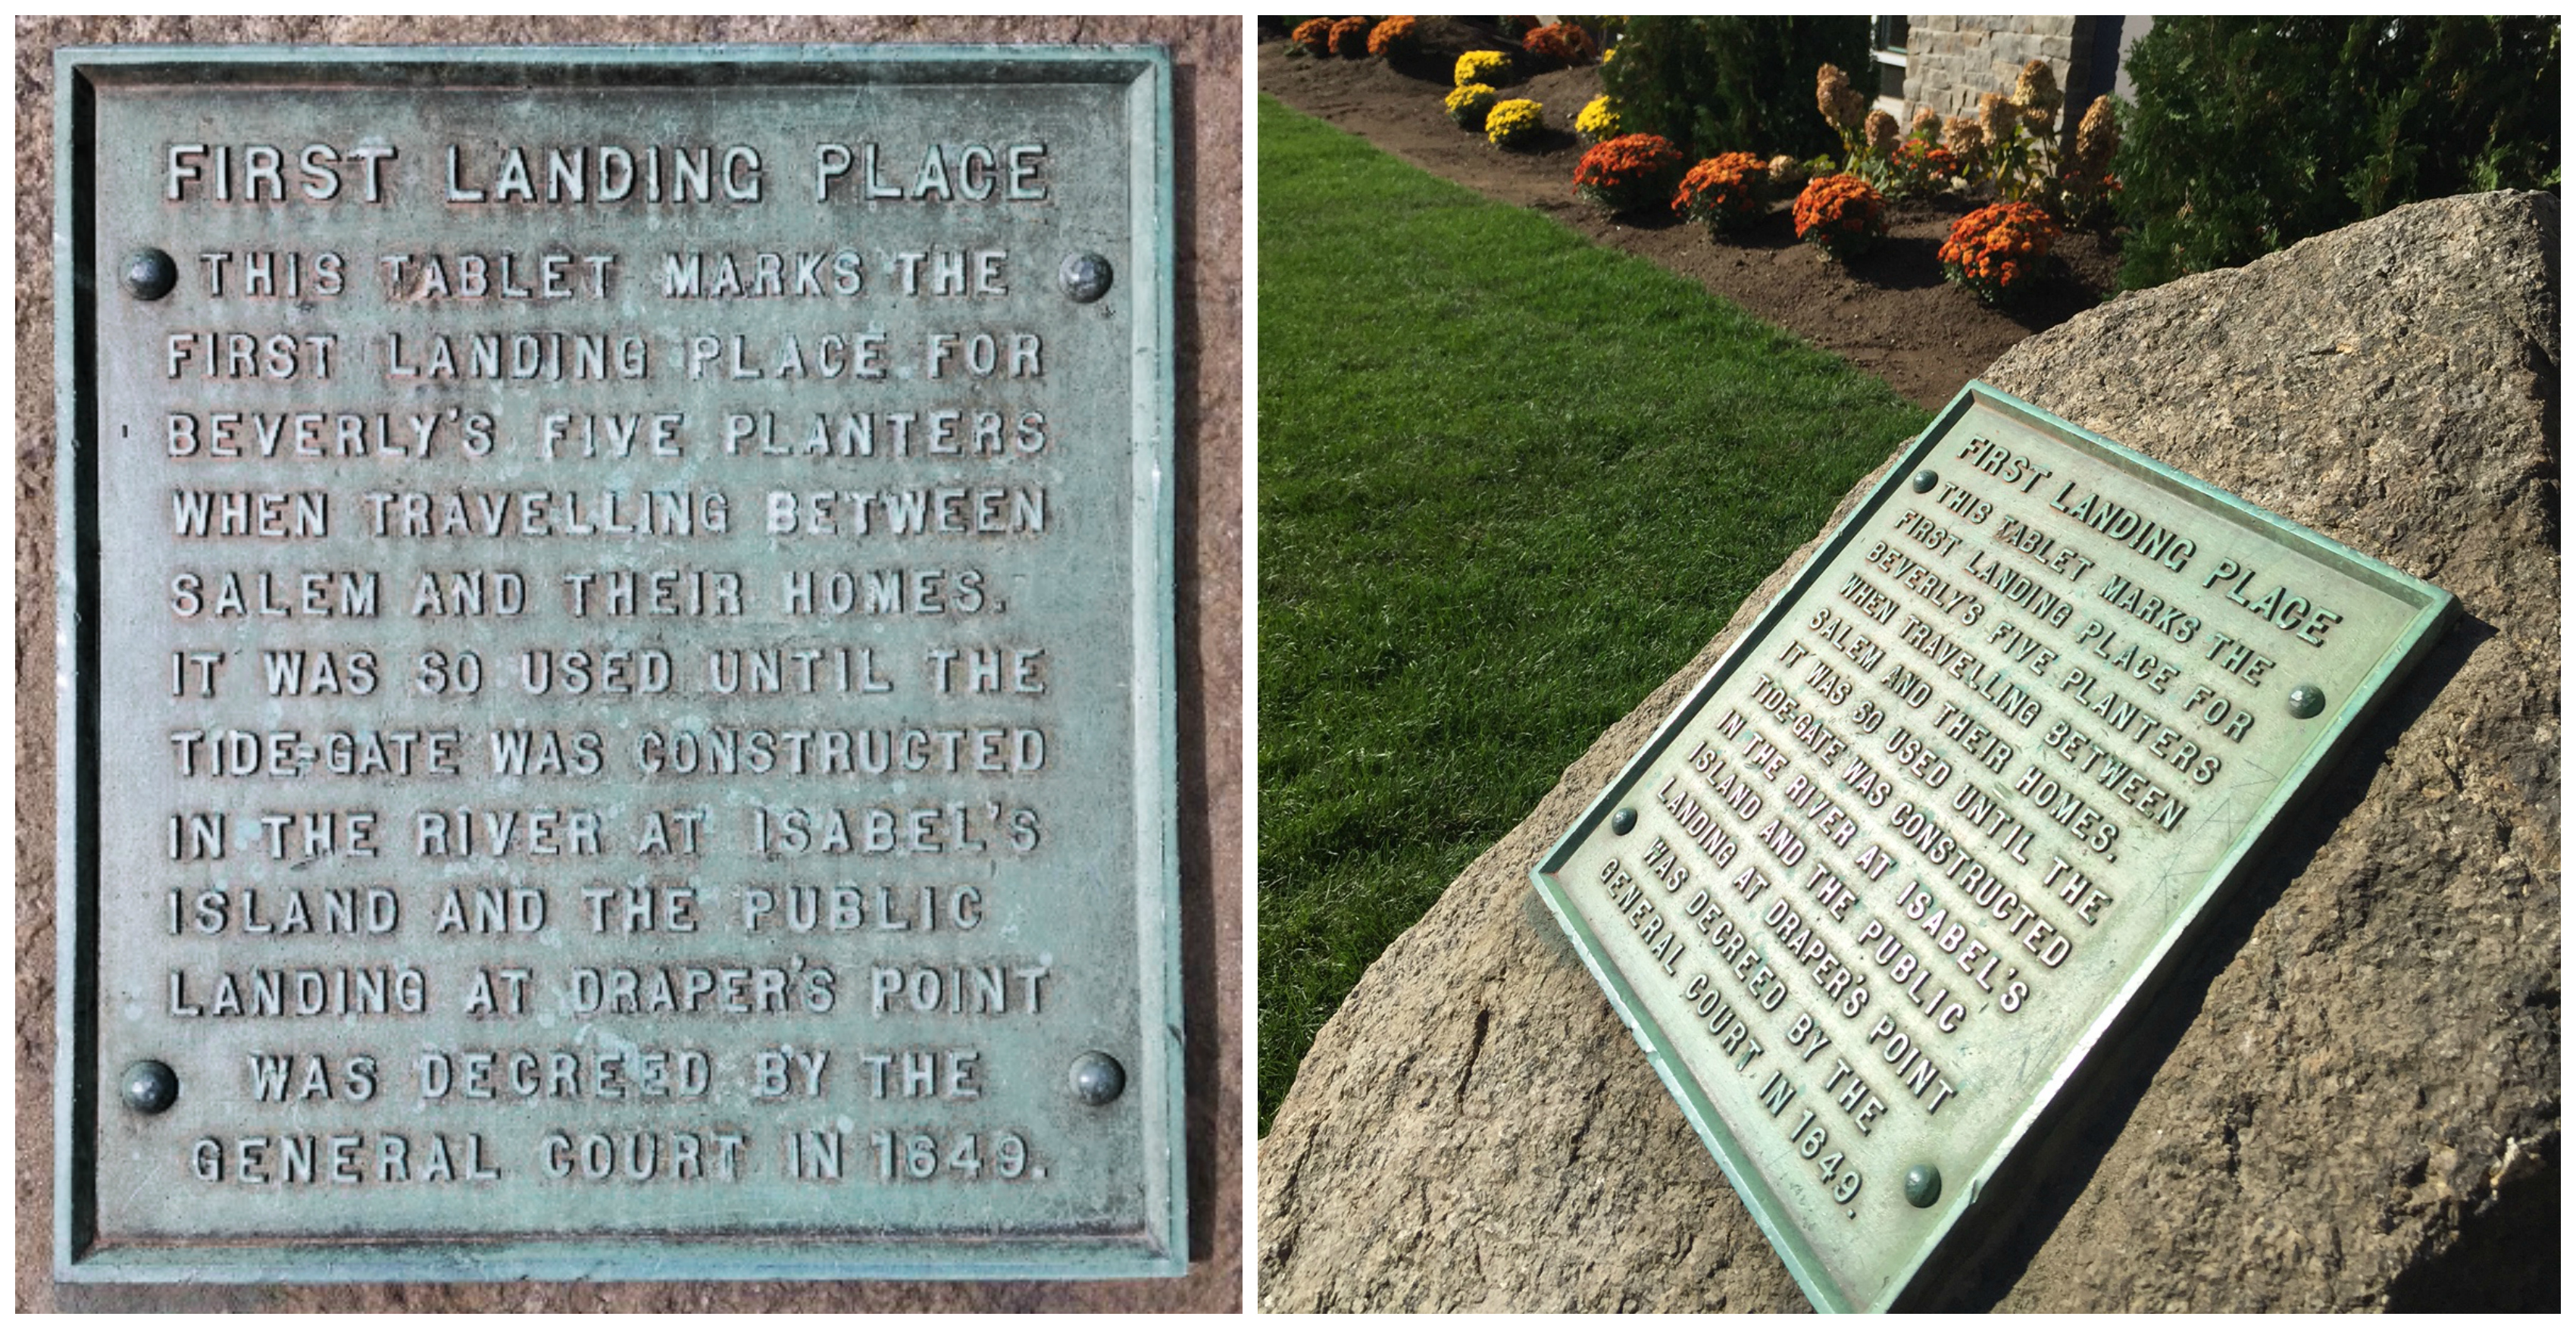 FIRST LANDING PLACE
THIS TABLET MARKS THE
FIRST LANDING PLACE FOR
BEVERLY'S FIVE PLANTERS
WHEN TRAVELLING BETWEEN
SALEM AND THEIR HOMES.
IT WAS SO USED UNTIL THE
TIDE-GATE WAS CONSTRUCTED
IN THE RIVER AT ISABEL'S
ISLAND AND THE PUBLIC
LANDING AT DRAPER'S POINT
WAS DECREED BY THE
GENERAL COURT IN 1649.
FIRST LANDING PLACE
THIS TABLET MARKS THE
FIRST LANDING PLACE FOR
BEVERLY'S FIVE PLANTERS
WHEN TRAVELLING BETWEEN
SALEM AND THEIR HOMES.
IT WAS SO USED UNTIL THE
TIDE-GATE WAS CONSTRUCTED
IN THE RIVER AT ISABEL'S
ISLAND AND THE PUBLIC
LANDING AT DRAPER'S POINT
WAS DECREED BY THE
GENERAL COURT IN 1649.